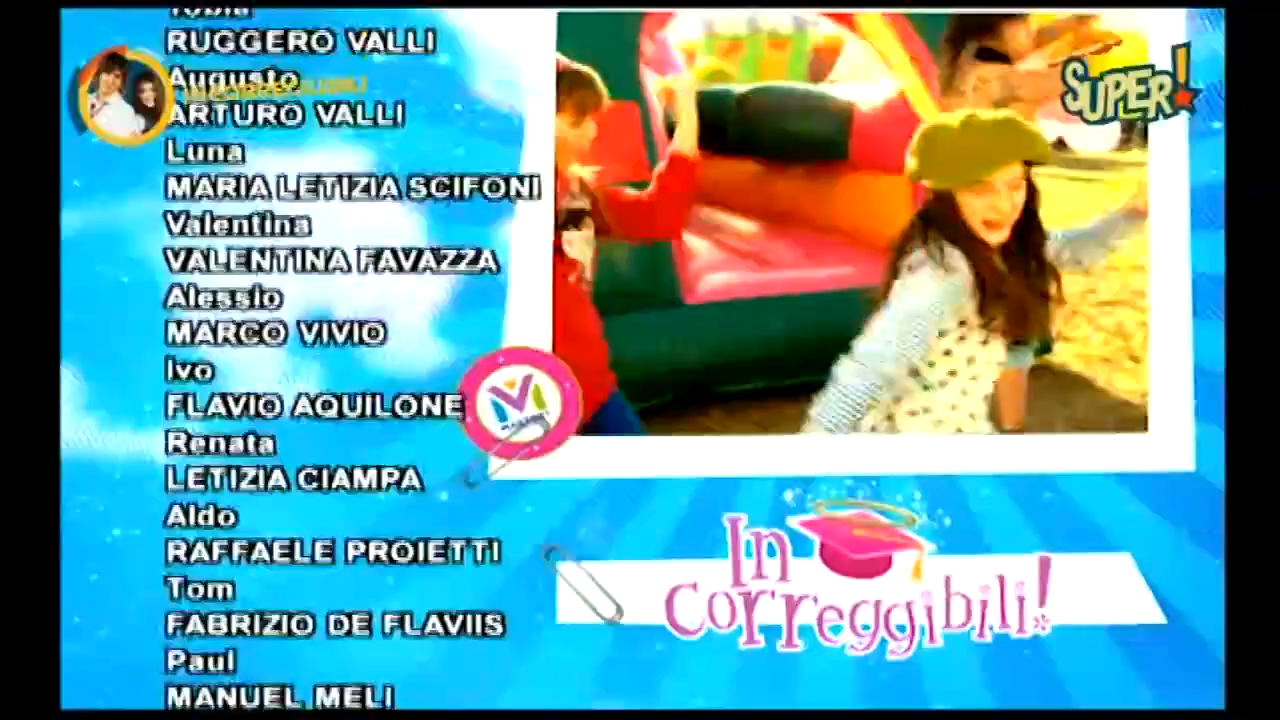 Tobia
RUGGERO VALLI
Augusto
ARTURO VALLI
Luna
MARIA LETIZIA SCIFONI
Valentina
VALENTINA FAVAZZA
Alessio
MARCO VIVIO
Ivo
FLAVIO AQUILONE
Renata
LETIZIA CIAMPA
Aldo
RAFFAELE PROIETTI
Tom
FABRIZIO DE FLAVIIS
Paul
MANUEL MELI
SUPER!
In
correggibili!